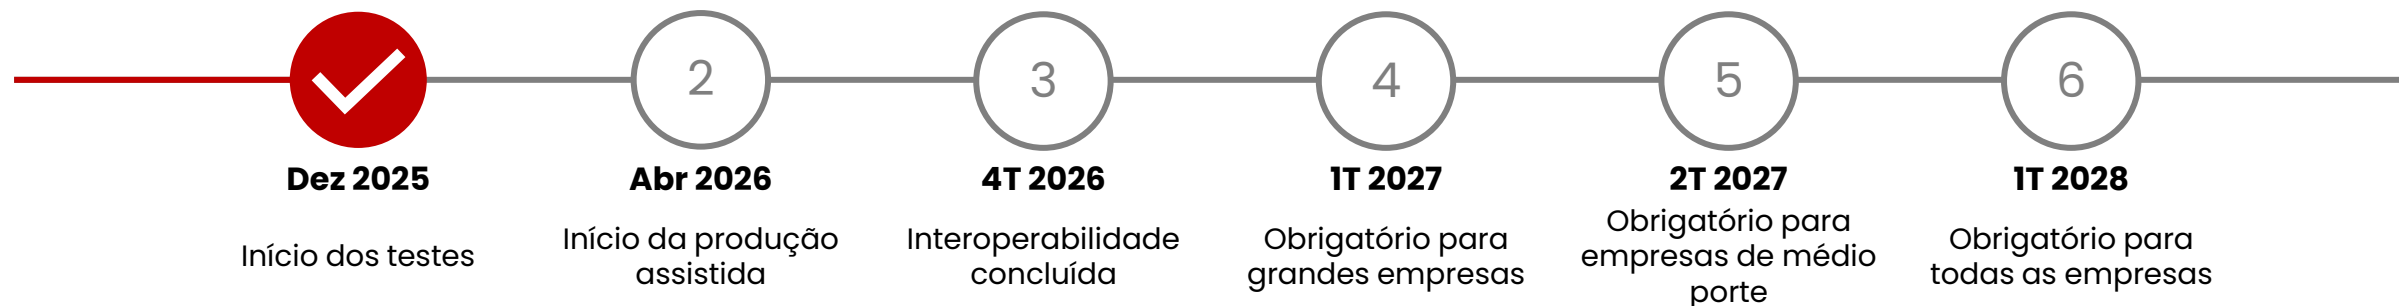 2
3
4
5
6
Dez 2025
Início dos testes
Abr 2026
Início da produção
assistida
4T 2026
Interoperabilidade
concluída
1T 2027
Obrigatório para
grandes empresas
2T 2027
Obrigatório para
empresas de médio
porte
1T 2028
Obrigatório para
todas as empresas